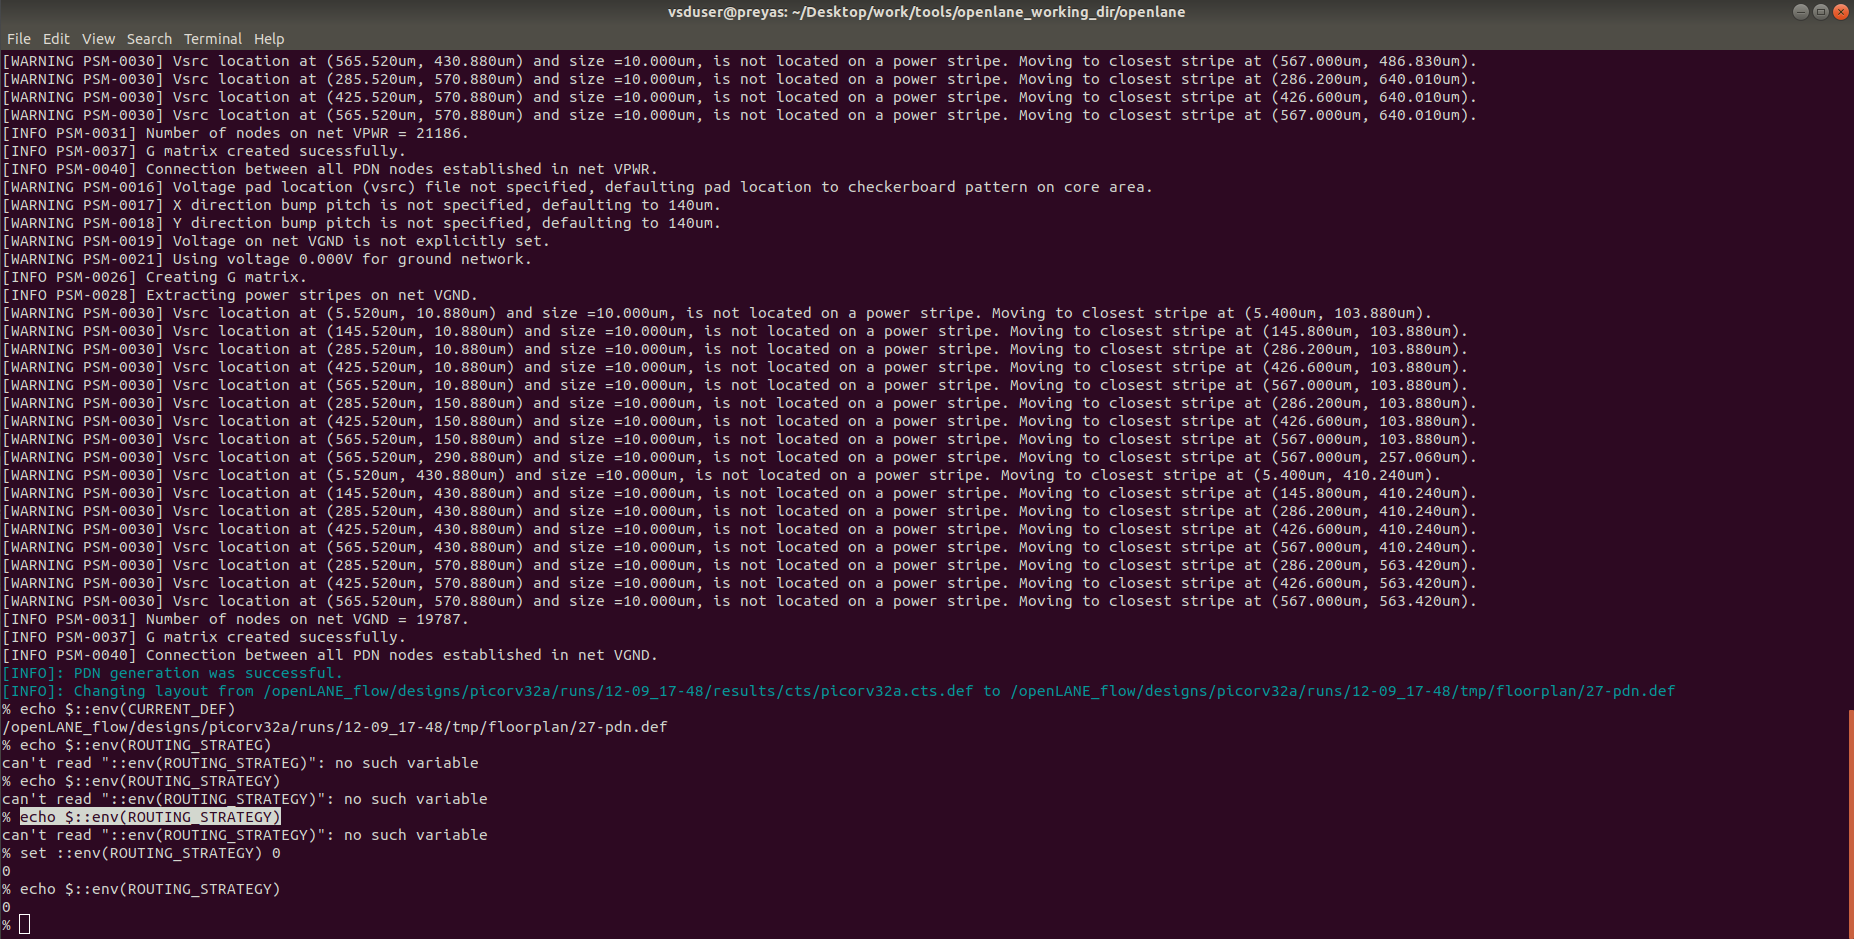 vsduser@preyas: ~/Desktop/work/tools/openlane_working_dir/openlane
File Edit View Search Terminal Help
[WARNING PSM-0030] Vsrc location at (565.520um, 430.880um) and size =10.000um, is not located on a power stripe. Moving to closest stripe at (567.000um, 486.830um).
[WARNING PSM-0030] Vsrc location at (285.520um, 570.880um) and size =10.000um, is not located on a power stripe. Moving to closest stripe at (286.200um, 640.010um).
[WARNING PSM-0030] Vsrc location at (425.520um, 570.880um) and size =10.000um, is not located on a power stripe. Moving to closest stripe at (426.600um, 640.010um).
[WARNING PSM-0030] Vsrc location at (565.520um, 570.880um) and size =10.000um, is not located on a power stripe. Moving to closest stripe at (567.000um, 640.010um).
[INFO PSM-0031] Number of nodes on net VPWR = 21186.
[INFO PSM-0037] G matrix created sucessfully.
[INFO PSM-0040] Connection between all PDN nodes established in net VPWR.
[WARNING PSM-0016] Voltage pad location (vsrc) file not specified, defaulting pad location to checkerboard pattern on core area.
[WARNING PSM-0017] X direction bump pitch is not specified, defaulting to 140um.
[WARNING PSM-0018] Y direction bump pitch is not specified, defaulting to 140um.
[WARNING PSM-0019] Voltage on net VGND is not explicitly set.
[WARNING PSM-0021] Using voltage 0.000V for ground network.
[INFO PSM-0026] Creating G matrix.
[INFO PSM-0028] Extracting power stripes on net VGND.
[WARNING PSM-0030] Vsrc location at (5.520um, 10.880um) and size =10.000um, is not located on a power stripe. Moving to closest stripe at (5.400um, 103.880um).
[WARNING PSM-0030] Vsrc location at (145.520um, 10.880um) and size =10.000um, is not located on a power stripe. Moving to closest stripe at (145.800um, 103.880um).
[WARNING PSM-0030] Vsrc location at (285.520um, 10.880um) and size =10.000um, is not located on a power stripe. Moving to closest stripe at (286.200um, 103.880um).
[WARNING PSM-0030] Vsrc location at (425.520um, 10.880um) and size =10.000um, is not located on a power stripe. Moving to closest stripe at (426.600um, 103.880um).
[WARNING PSM-0030] Vsrc location at (565.520um, 10.880um) and size =10.000um, is not located on a power stripe. Moving to closest stripe at (567.000um, 103.880um).
[WARNING PSM-0030] Vsrc location at (285.520um, 150.880um) and size =10.000um, is not located on a power stripe. Moving to closest stripe at (286.200um, 103.880um).
[WARNING PSM-0030] Vsrc location at (425.520um, 150.880um) and size =10.000um, is not located on a power stripe. Moving to closest stripe at (426.600um, 103.880um).
[WARNING PSM-0030] Vsrc location at (565.520um, 150.880um) and size =10.000um, is not located on a power stripe. Moving to closest stripe at (567.000um, 103.880um).
[WARNING PSM-0030] Vsrc location at (565.520um, 290.880um) and size =10.000um, is not located on a power stripe. Moving to closest stripe at (567.000um, 257.060um).
[WARNING PSM-0030] Vsrc location at (5.520um, 430.880um) and size =10.000um, is not located on a power stripe. Moving to closest stripe at (5.400um, 410.240um).
[WARNING PSM-0030] Vsrc location at (145.520um, 430.880um) and size =10.000um, is not located on a power stripe. Moving to closest stripe at (145.800um, 410.240um).
[WARNING PSM-0030] Vsrc location at (285.520um, 430.880um) and size =10.000um, is not located on a power stripe. Moving to closest stripe at (286.200um, 410.240um).
[WARNING PSM-0030] Vsrc location at (425.520um, 430.880um) and size =10.000um, is not located on a power stripe. Moving to closest stripe at (426.600um, 410.240um).
[WARNING PSM-0030] Vsrc location at (565.520um, 430.880um) and size =10.000um, is not located on a power stripe. Moving to closest stripe at (567.000um, 410.240um).
[WARNING PSM-0030] Vsrc location at (285.520um, 570.880um) and size =10.000um, is not located on a power stripe. Moving to closest stripe at (286.200um, 563.420um).
[WARNING PSM-0030] Vsrc location at (425.520um, 570.880um) and size =10.000um, is not located on a power stripe. Moving to closest stripe at (426.600um, 563.420um).
[WARNING PSM-0030] Vsrc location at (565.520um, 570.880um) and size =10.000um, is not located on a power stripe. Moving to closest stripe at (567.000um, 563.420um).
[INFO PSM-0031] Number of nodes on net VGND = 19787.
[INFO PSM-0037] G matrix created sucessfully.
[INFO PSM-0040] Connection between all PDN nodes established in net VGND.
[INFO]: PDN generation was successful.
[INFO]: Changing layout from /openLANE_flow/designs/picorv32a/runs/12-09_17-48/results/cts/picorv32a.cts.def to /openLANE_flow/designs/picorv32a/runs/12-09_17-48/tmp/floorplan/27-pdn.def
% echo $::env(CURRENT_DEF)
/openLANE_flow/designs/picorv32a/runs/12-09_17-48/tmp/floorplan/27-pdn.def
% echo $::env(ROUTING_STRATEG)
can't read "::env(ROUTING_STRATEG)": no such variable
% echo $::env(ROUTING_STRATEGY)
can't read "::env(ROUTING_STRATEGY)": no such variable
% echo $::env(ROUTING_STRATEGY)
can't read "::env(ROUTING_STRATEGY)": no such variable
% set ::env(ROUTING_STRATEGY) 0
0
% echo $::env(ROUTING_STRATEGY)
0
%